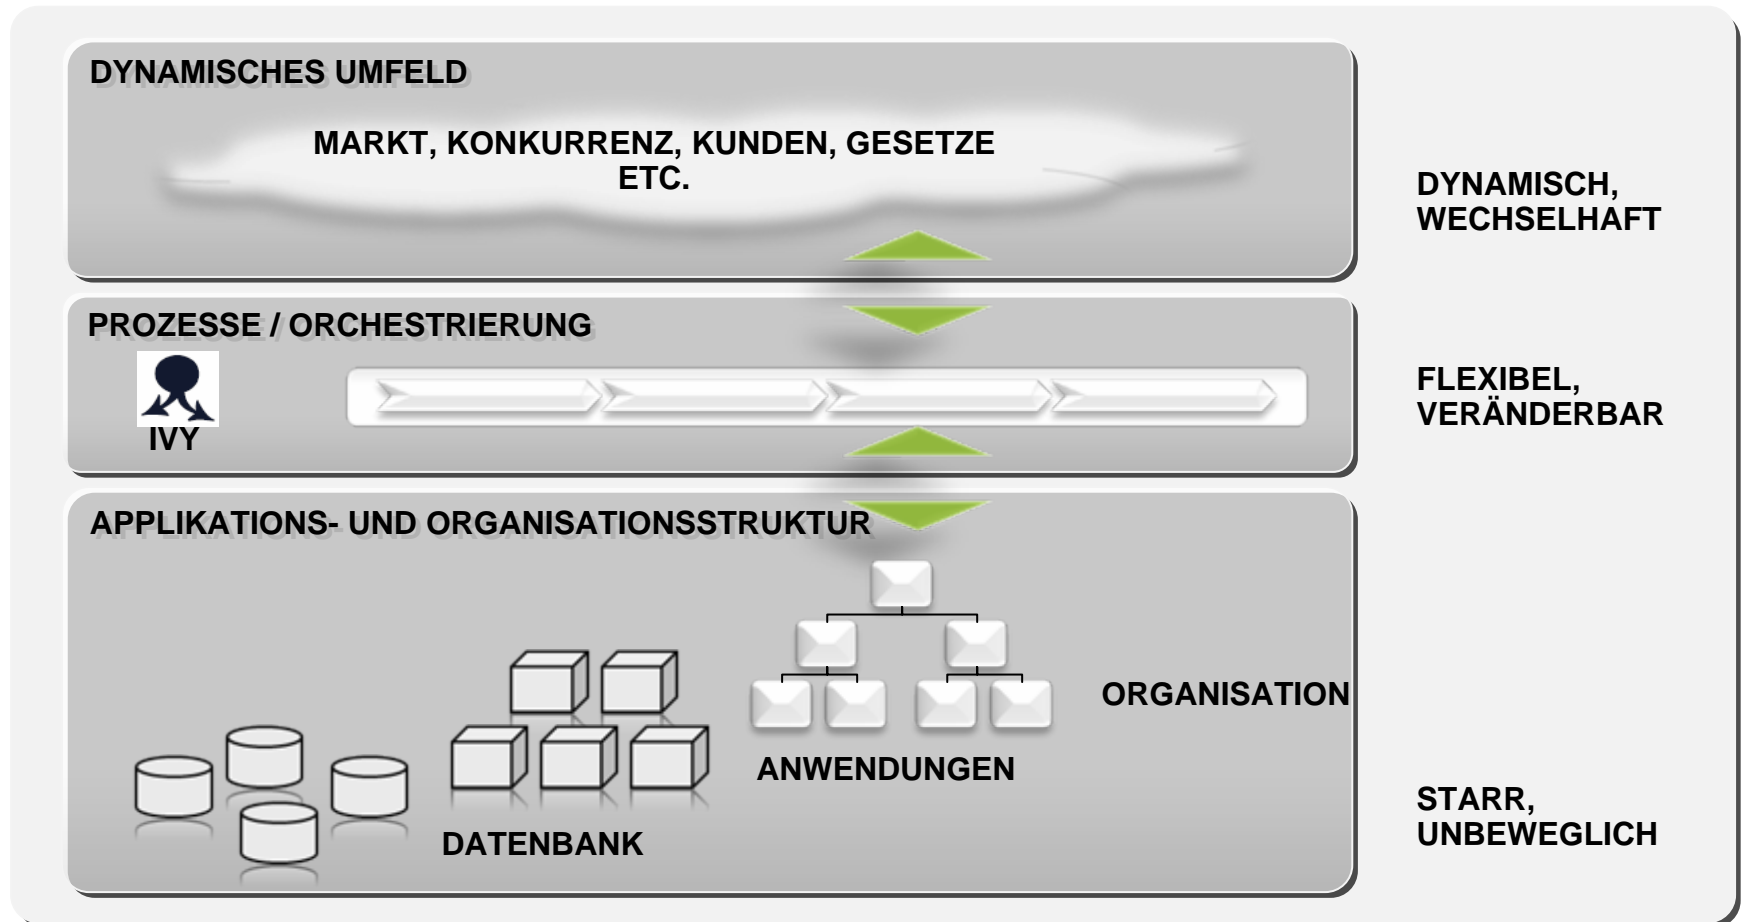 DYNAMISCHES UMFELD
MARKT, KONKURRENZ, KUNDEN, GESETZE
ETC.
DYNAMISCH,
WECHSELHAFT
PROZESSE / ORCHESTRIERUNG
IVY
FLEXIBEL,
VERÄNDERBAR
APPLIKATIONS- UND ORGANISATIONSSTRUKTUR
ORGANISATION
ANWENDUNGEN
DATENBANK
STARR,
UNBEWEGLICH